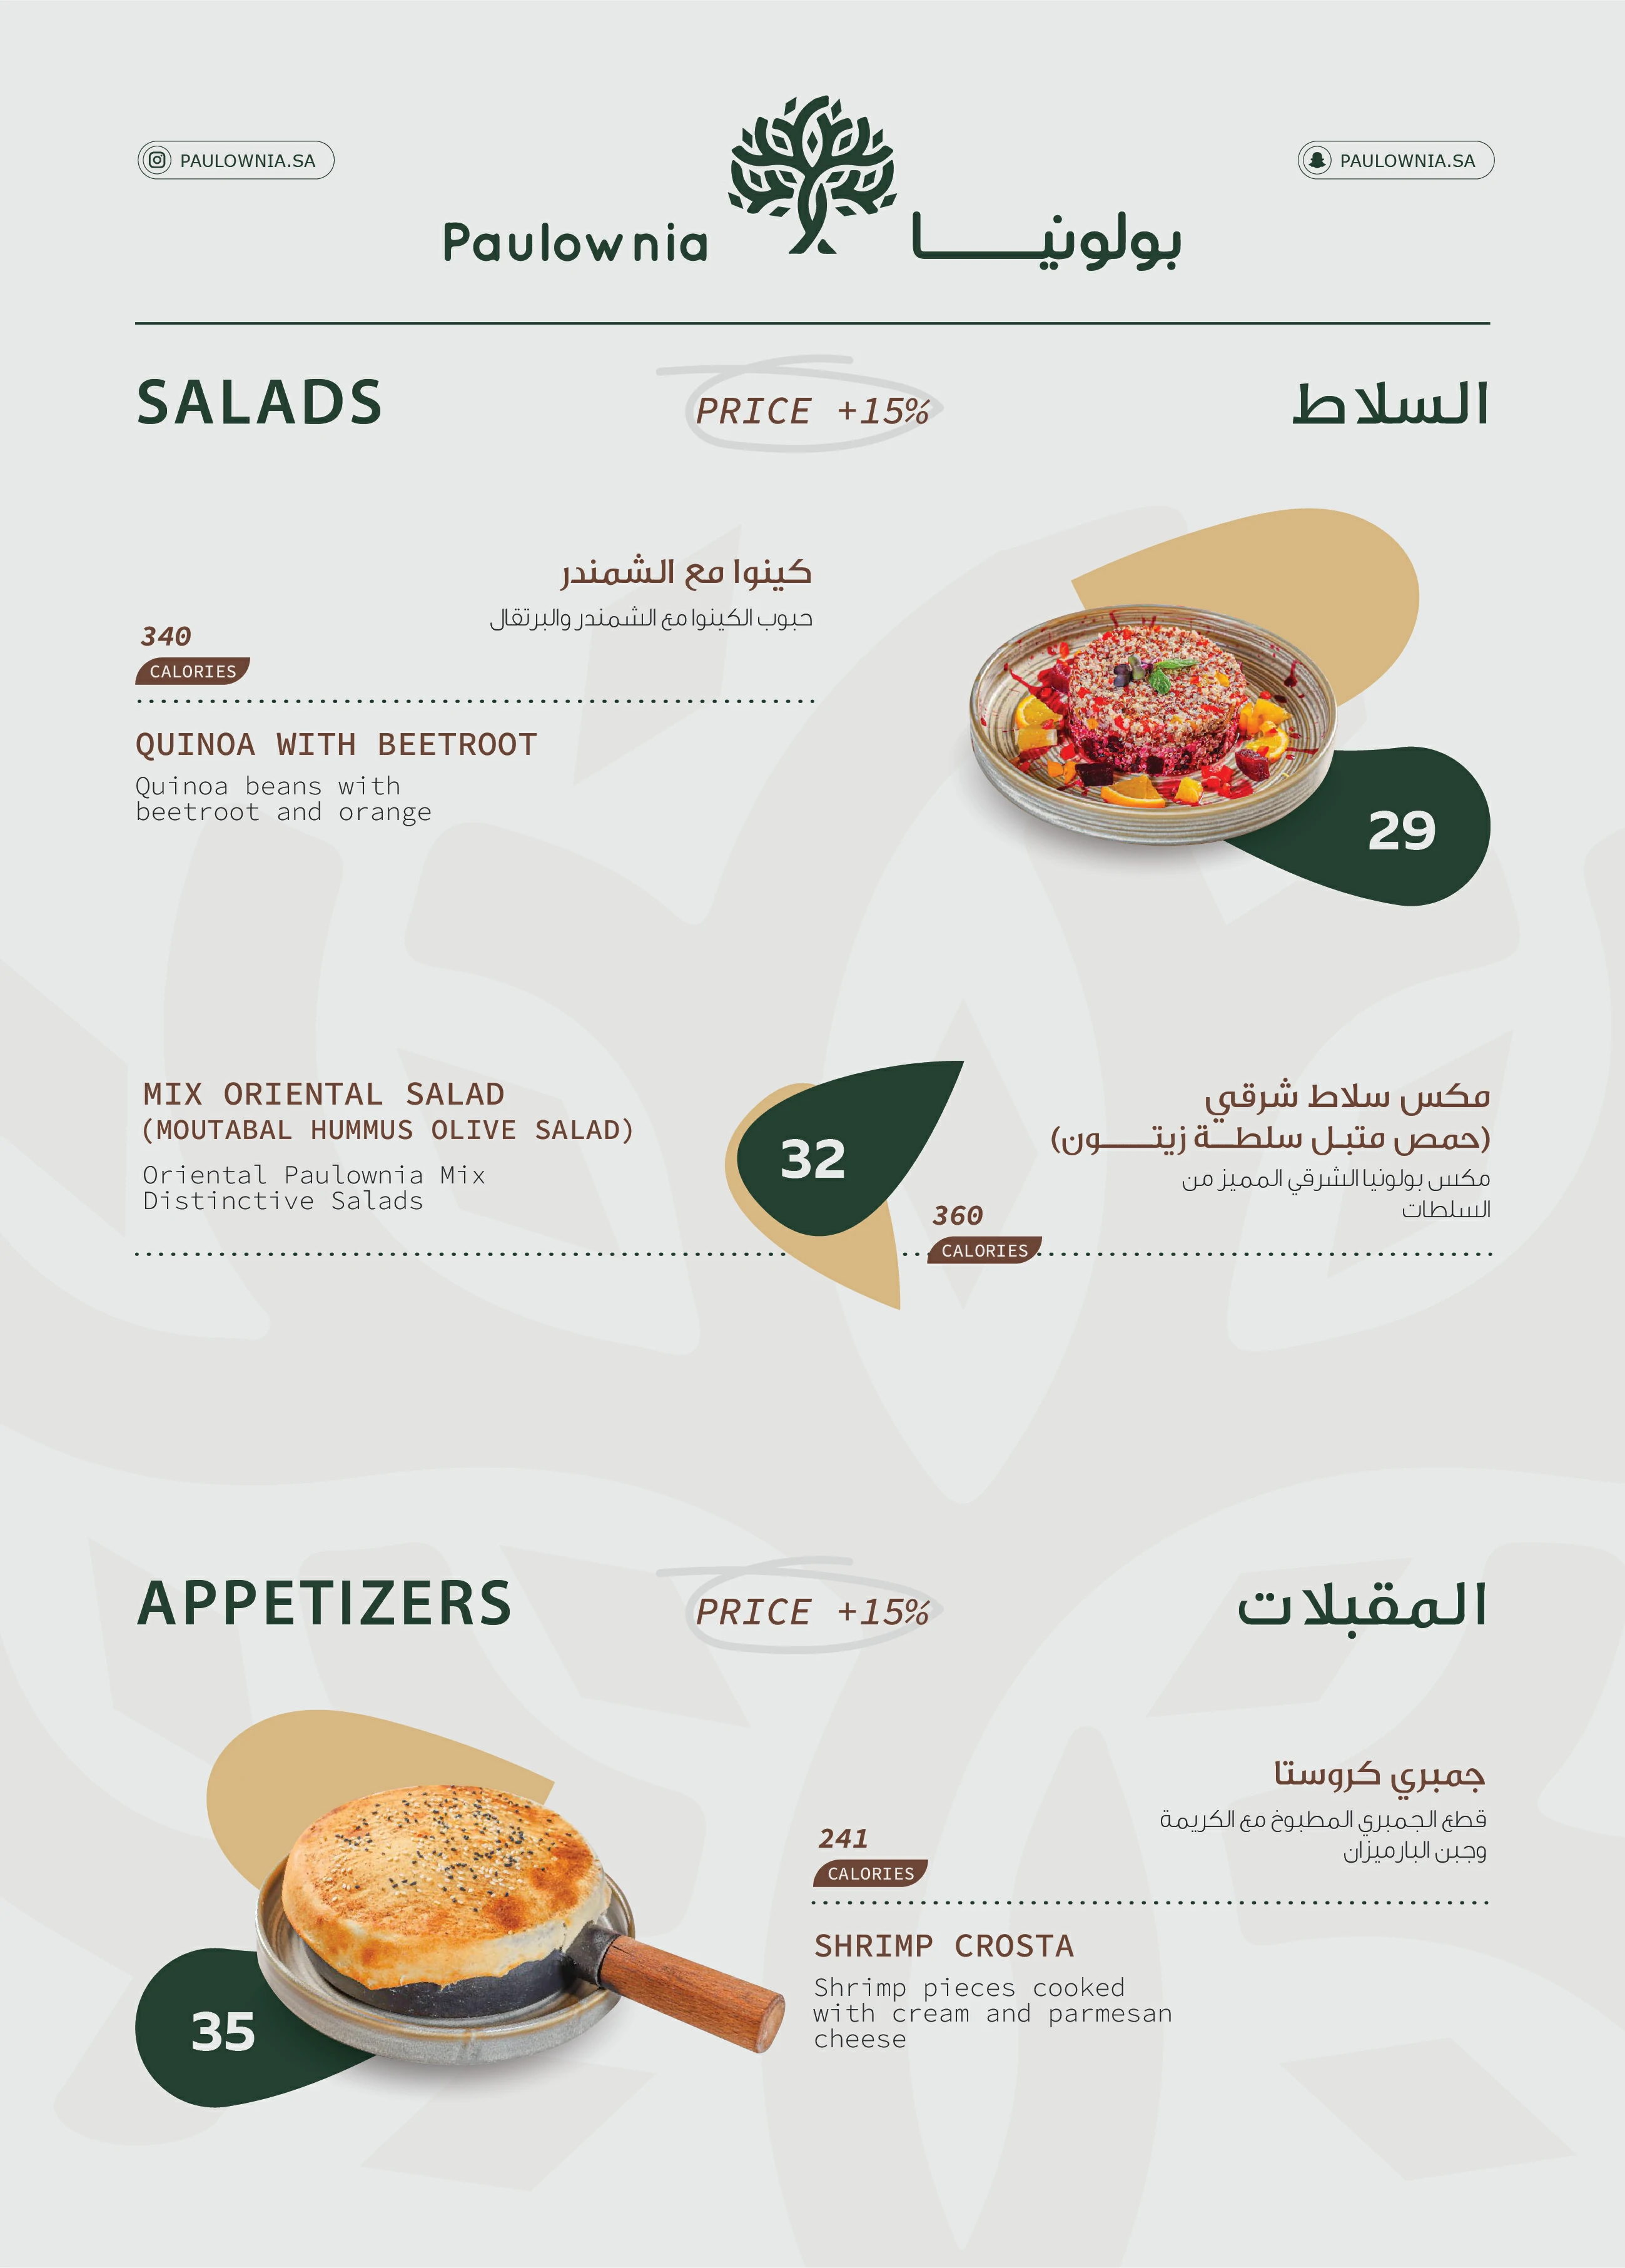 PAULOWNIA.SA
PAULOWNIA.SA
Paulownia
بولونيـــــا
SALADS
PRICE +15%
السلاط
كينوا مع الشمندر
حبوب الكينوا مع الشمندر والبرتقال
340
CALORIES
QUINOA WITH BEETROOT
Quinoa beans with
beetroot and orange
29
MIX ORIENTAL SALAD
(MOUTABAL HUMMUS OLIVE SALAD)
Oriental Paulownia Mix
Distinctive Salads
32
مكس سلاط شرقي
(حمص متبـل سلطـــة زيتـــــون)
مكس بولونيا الشرقي المميز من
السلطات
360
CALORIES
APPETIZERS
PRICE +15%
المقبلات
جمبري كروستا
قطع الجمبري المطبوخ مع الكريمة
وجبن البارميزان
241
CALORIES
SHRIMP CROSTA
Shrimp pieces cooked
with cream and parmesan
cheese
35